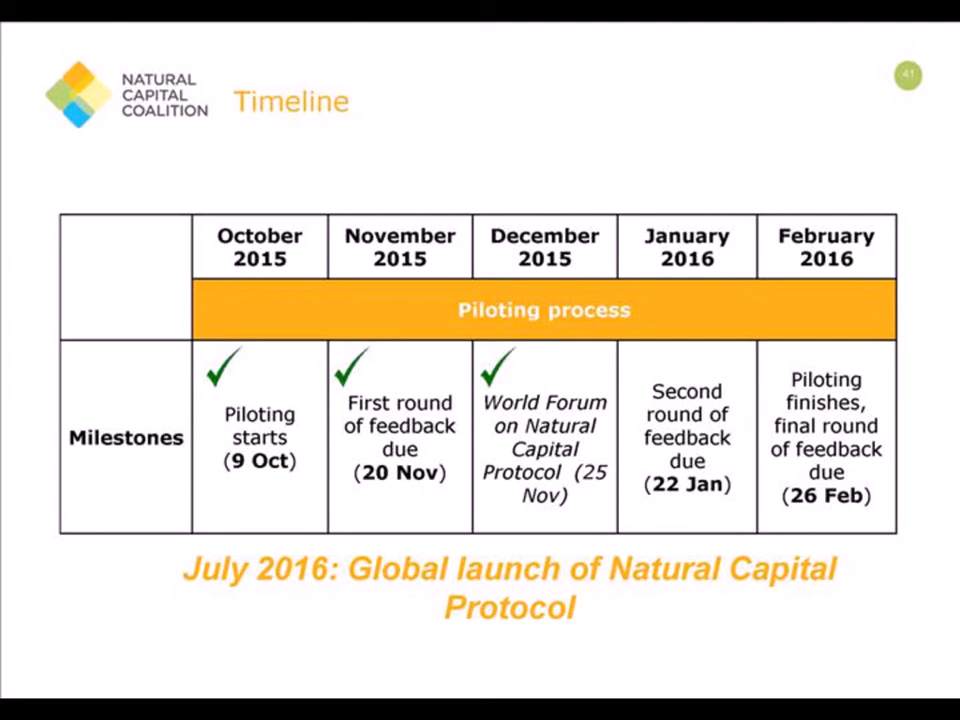 NATURAL
CAPITAL
COALITION
Timeline
41
October
2015
November
2015
December
2015
January
2016
February
2016
Piloting process
Milestones
Piloting
starts
(9 Oct)
First round
of feedback
due
(20 Nov)
World Forum
on Natural
Capital
Protocol (25
Nov)
Second
round of
feedback
due
(22 Jan)
Piloting
finishes,
final round
of feedback
due
(26 Feb)
July 2016: Global launch of Natural Capital
Protocol